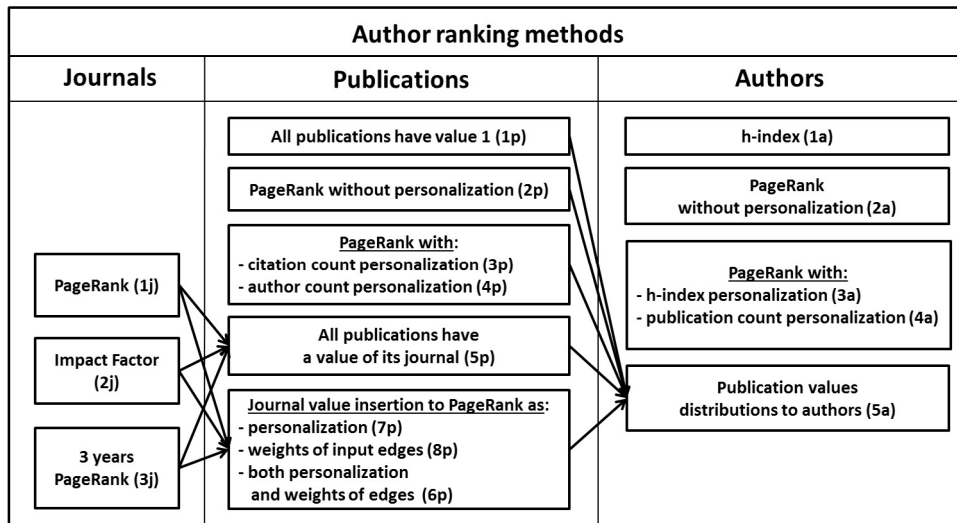 Author ranking methods
Journals
Publications
Authors
PageRank (1j)
Impact Factor
(2j)
3 years
PageRank (3j)
All publications have value 1 (1p)
PageRank without personalization (2p)
PageRank with:
- citation count personalization (3p)
- author count personalization (4p)
All publications have
a value of its journal (5p)
Journal value insertion to PageRank as:
- personalization (7p)
- weights of input edges (8p)
- both personalization
and weights of edges (6p)
h-index (1a)
PageRank
without personalization (2a)
PageRank with:
- h-index personalization (3a)
- publication count personalization (4a)
Publication values
distributions to authors (5a)